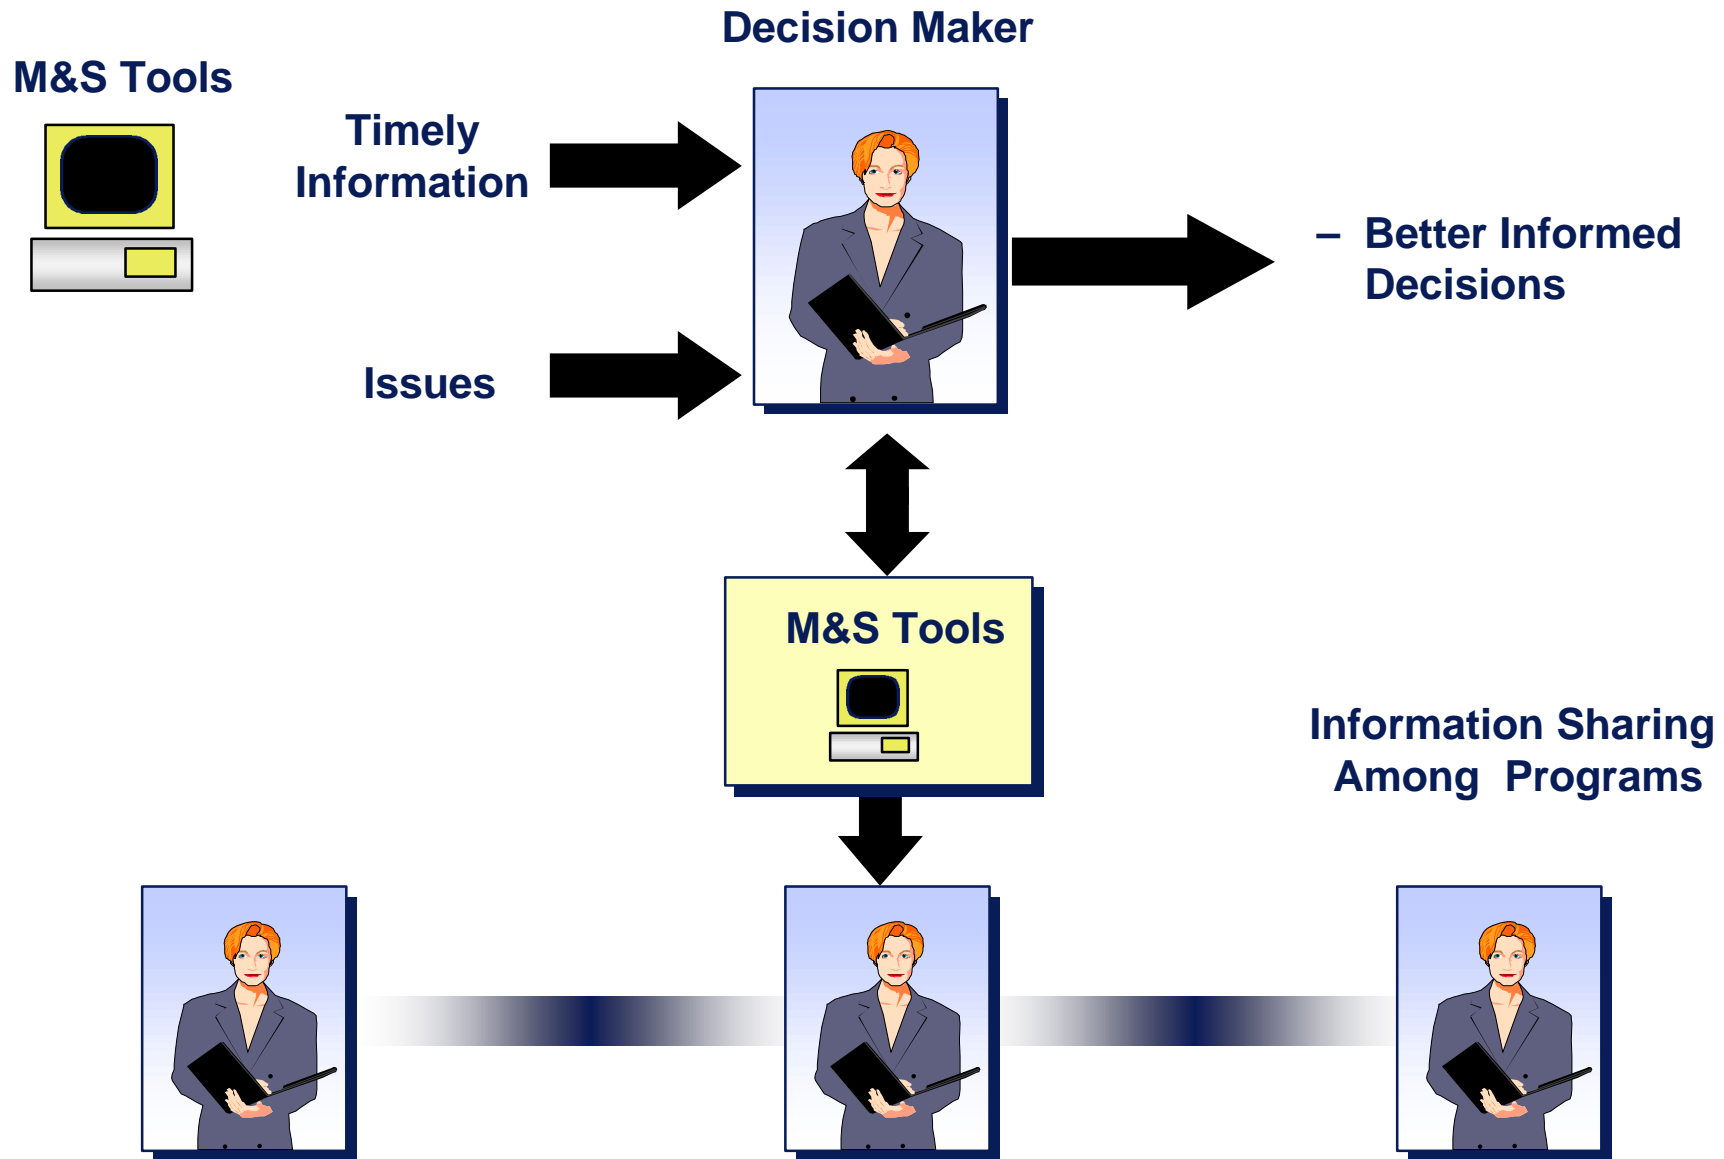 Decision Maker
M&S Tools
Timely
Information
Issues
– Better Informed
Decisions
M&S Tools
Information Sharing
Among Programs